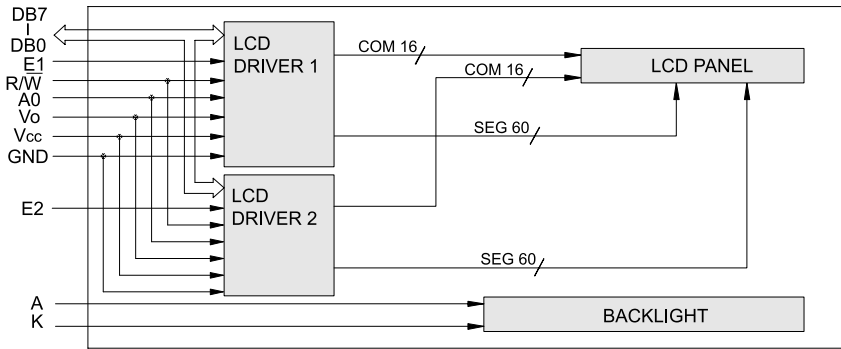 DB7
DB0
E1
R/W̅
A0
Vo
Vcc
GND
E2
A
K
LCD
DRIVER 1
LCD
DRIVER 2
COM 16
COM 16
SEG 60
SEG 60
LCD PANEL
BACKLIGHT